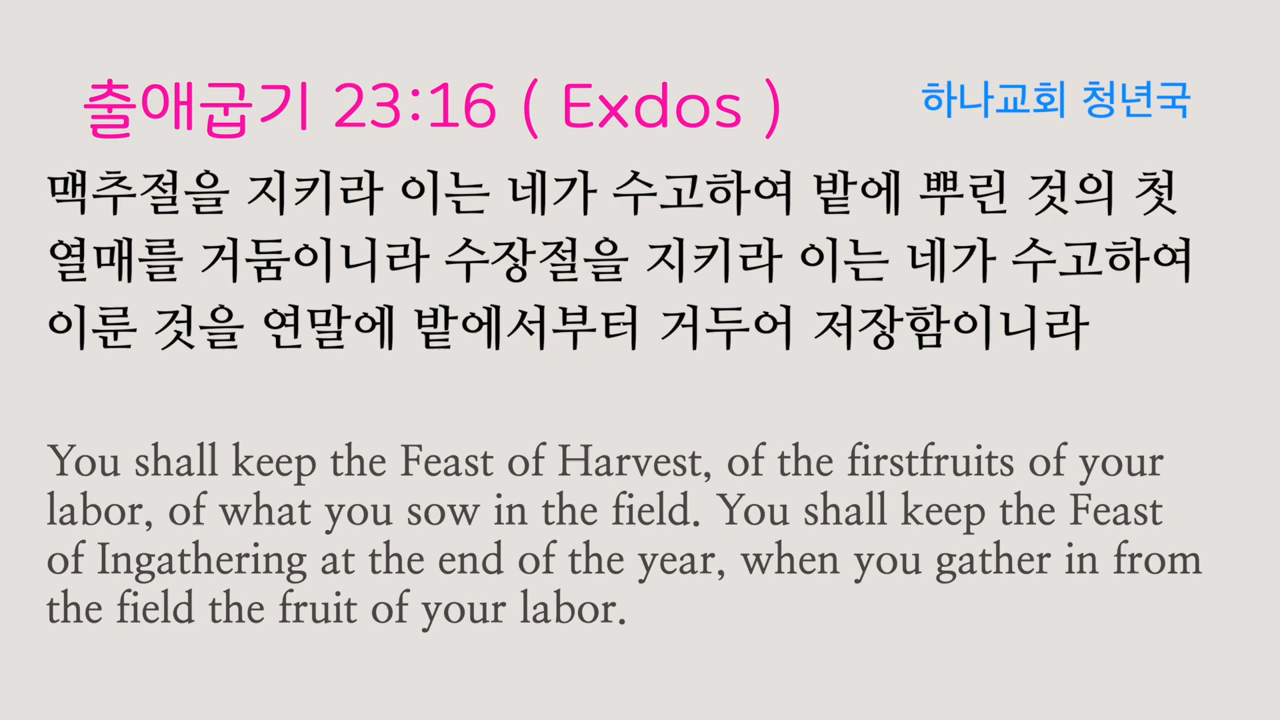 출애굽기 23:16 ( Exdos )
하나교회 청년국
맥추절을 지키라 이는 네가 수고하여 밭에 뿌린 것의 첫
열매를 거둠이니라 수장절을 지키라 이는 네가 수고하여
이룬 것을 연말에 밭에서부터 거두어 저장함이니라
You shall keep the Feast of Harvest, of the firstfruits of your
labor, of what you sow in the field. You shall keep the Feast
of Ingathering at the end of the year, when you gather in from
the field the fruit of your labor.